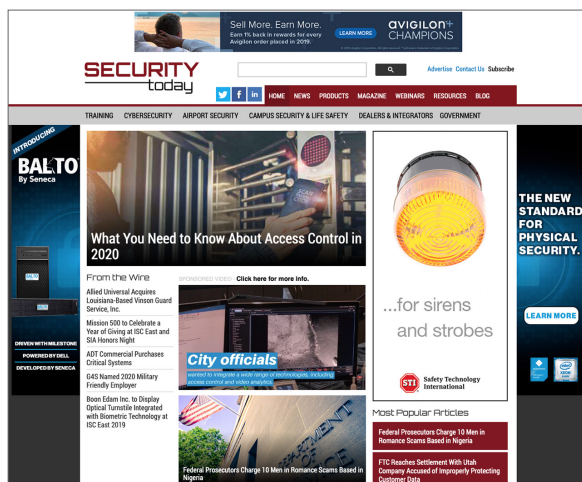 Sell More. Earn More.
Earn 1% back in rewards for every
Avigilon order placed in 2019.
LEARN MORE
AVIGILON
CHAMPIONS
SECURITY
today
Advertise Contact Us Subscribe
HOME NEWS PRODUCTS MAGAZINE WEBINARS RESOURCES BLOG
TRAINING CYBERSECURITY AIRPORT SECURITY CAMPUS SECURITY & LIFE SAFETY DEALERS & INTEGRATORS GOVERNMENT
INTRODUCING
BALTO
By Seneca
BALTO
DRIVEN WITH MILESTONE
POWERED BY DELL
DEVELOPED BY SENECA
What You Need to Know About Access Control in
2020
From the Wire
Allied Universal Acquires
Louisiana-Based Vinson Guard
Service, Inc.
Mission 500 to Celebrate a
Year of Giving at ISC East and
SIA Honors Night
ADT Commercial Purchases
Critical Systems
G4S Named 2020 Military
Friendly Employer
Boon Edam Inc. to Display
Optical Turnstile Integrated
with Biometric Technology at
ISC East 2019
SPONSORED VIDEO - Click here for more info.
City officials
wanted to integrate a wide range of technologies, including
access control and video analytics.
DEPARTMENT
OF
Federal Prosecutors Charge 10 Men in Romance Scams Based in
Nigeria
...for sirens
and strobes
STI
Safety Technology
International
Most Popular Articles
Federal Prosecutors Charge 10 Men in
Romance Scams Based in Nigeria
FTC Reaches Settlement With Utah
Company Accused of Improperly Protecting
Customer Data
THE NEW
STANDARD
FOR
PHYSICAL
SECURITY.
LEARN MORE
intel
XEON